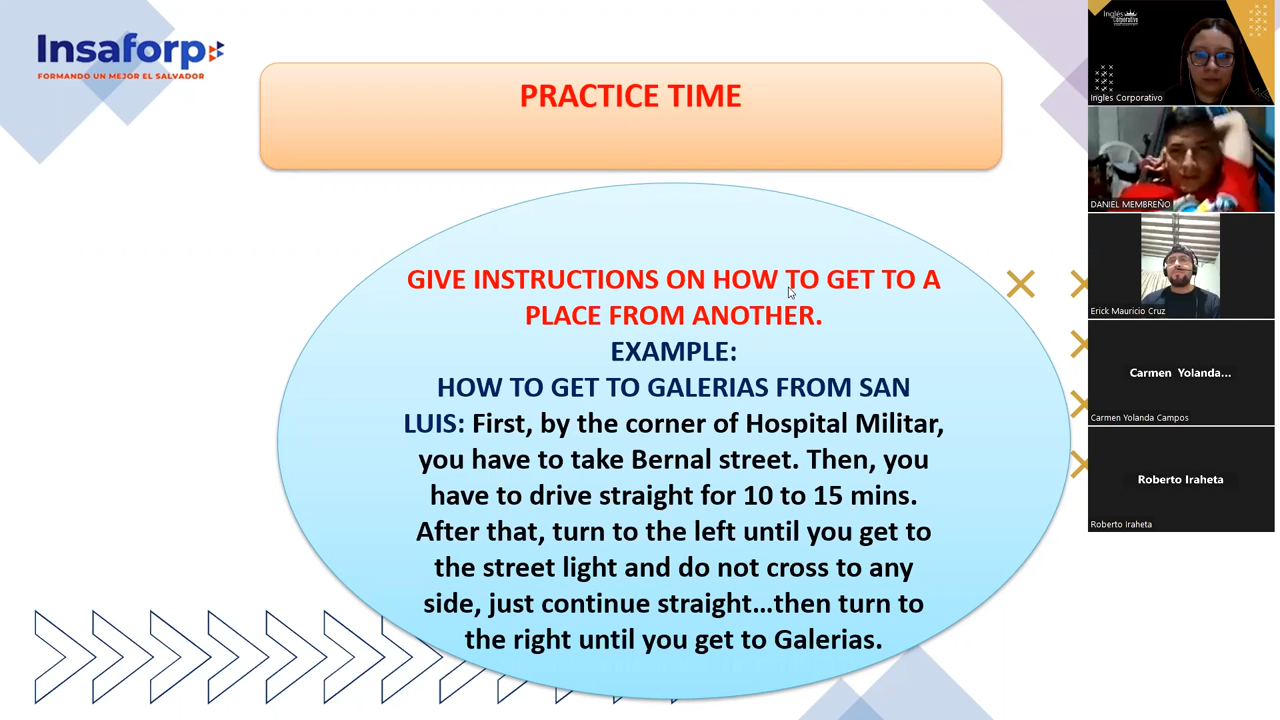 Insaforp
FORMANDO UN MEJOR EL SALVADOR
PRACTICE TIME
GIVE INSTRUCTIONS ON HOW TO GET TO A
PLACE FROM ANOTHER.
EXAMPLE:
HOW TO GET TO GALERIAS FROM SAN
LUIS: First, by the corner of Hospital Militar,
you have to take Bernal street. Then, you
have to drive straight for 10 to 15 mins.
After that, turn to the left until you get to
the street light and do not cross to any
side, just continue straight...then turn to
the right until you get to Galerias.
Inglés
Corporativo
Ingles Corporativo
DANIEL MEMBREÑO
Erick Mauricio Cruz
Carmen Yolanda...
Carmen Yolanda Campos
Roberto Iraheta
Roberto Iraheta